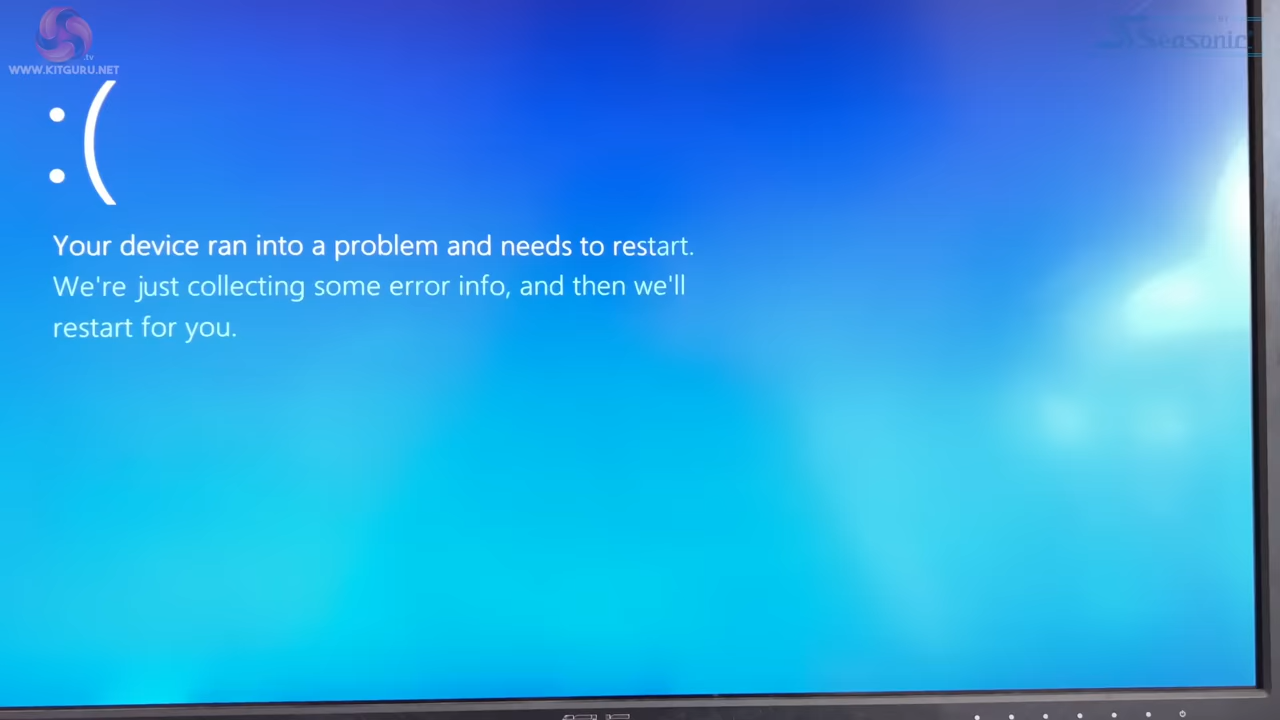 .tv
WWW.KITGURU.NET
Seasonic
:(
Your device ran into a problem and needs to restart.
We're just collecting some error info, and then we'll
restart for you.